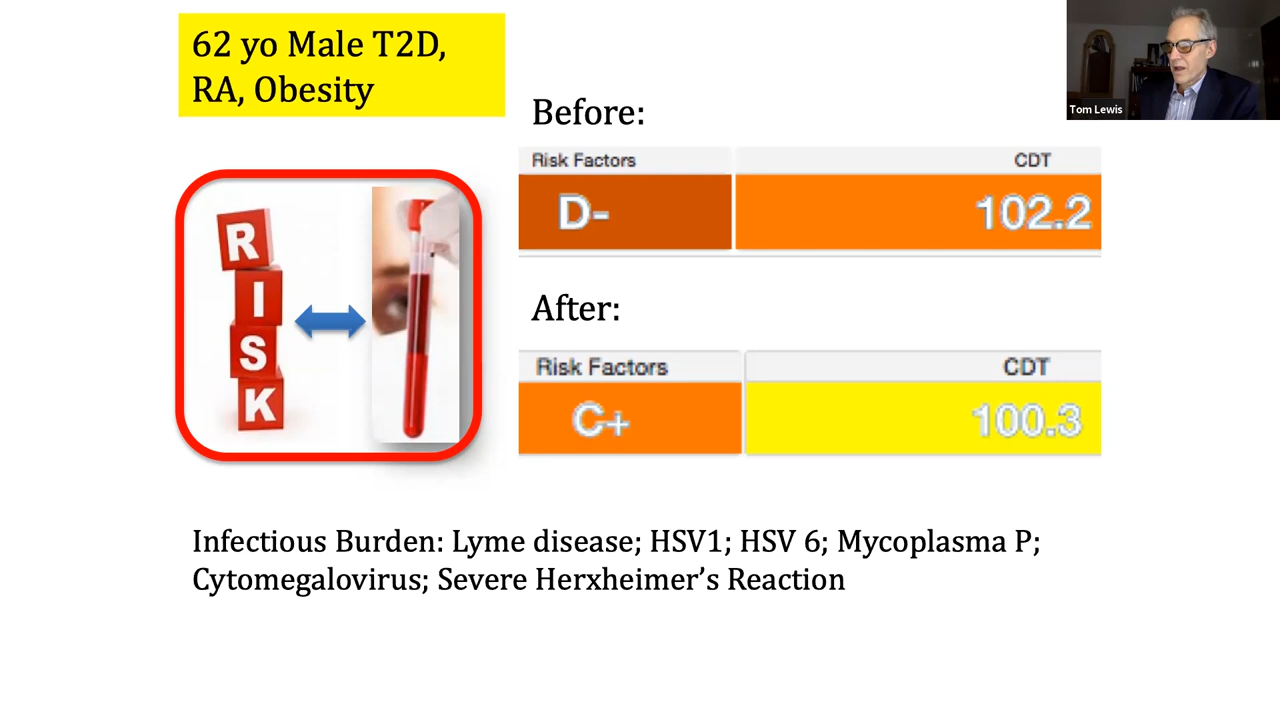 62 yo Male T2D,
RA, Obesity
Tom Lewis
Before:
Risk Factors CDT
D- 102.2
R
I
S
K
After:
Risk Factors CDT
C+ 100.3
Infectious Burden: Lyme disease; HSV1; HSV 6; Mycoplasma P;
Cytomegalovirus; Severe Herxheimer’s Reaction